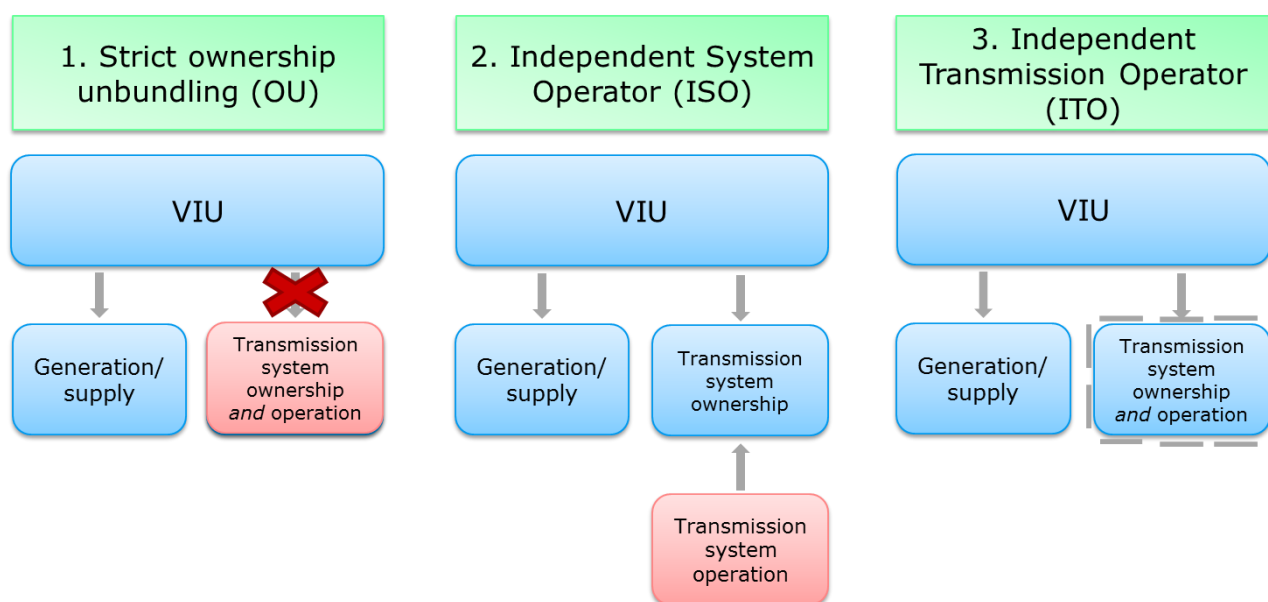 1. Strict ownership
unbundling (OU)
2. Independent System
Operator (ISO)
3. Independent
Transmission Operator
(ITO)
VIU
VIU
VIU
Generation/
supply
Transmission
system
ownership
and operation
Generation/
supply
Transmission
system
ownership
Generation/
supply
Transmission
system
ownership
and operation
Transmission
system
operation